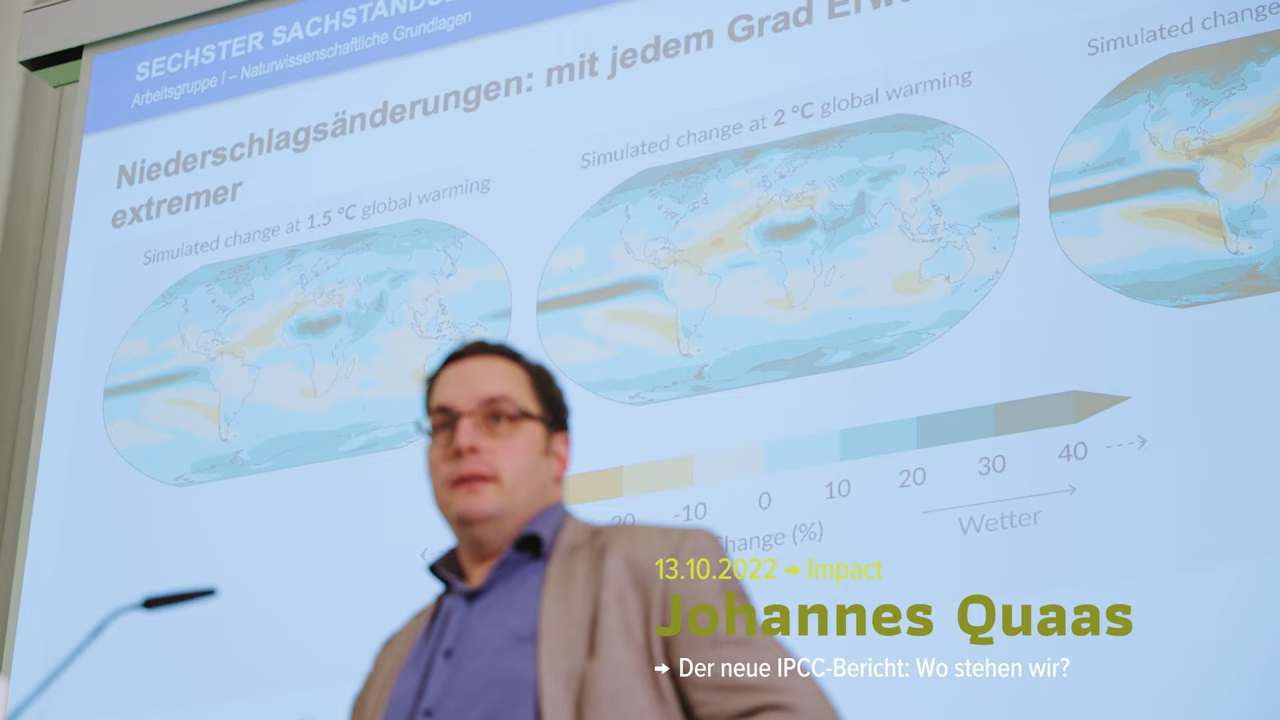 SECHSTER
Arbeitsgruppe I – Naturwissenschaftliche Grundlagen
Niederschlagsänderungen: mit jedem Grad
extremer
Simulated change at 1.5 °C global warming
Simulated change at 2 °C global warming
Simulated change
-10 0 10 20 30 40
Wetter
(%)
13.10.2022 → Impact
Johannes Quaas
→ Der neue IPCC-Bericht: Wo stehen wir?